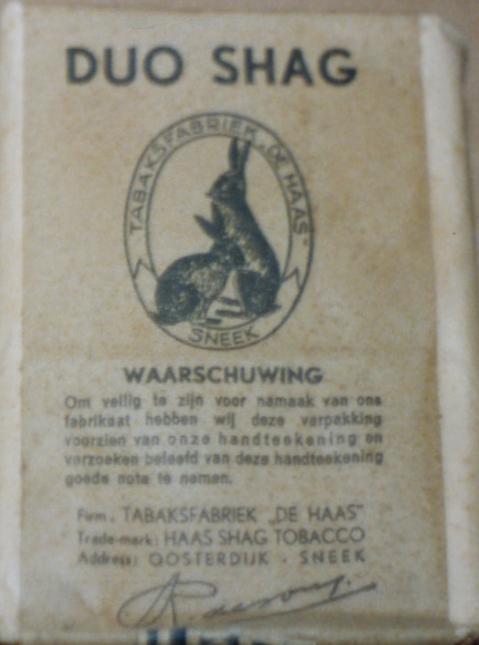 DUO SHAG
TABAKSFABRIEK „DE HAAS”
SNEEK
WAARSCHUWING
Om veilig te zijn voor namaak van ons
fabrikaat hebben wij deze verpakking
voorzien van onze handteekening en
verzoeken beleefd van deze handteekening
goede nota te nemen.
Firm. TABAKSFABRIEK „DE HAAS”
Trade-mark: HAAS SHAG TOBACCO
Address: OOSTERDIJK - SNEEK